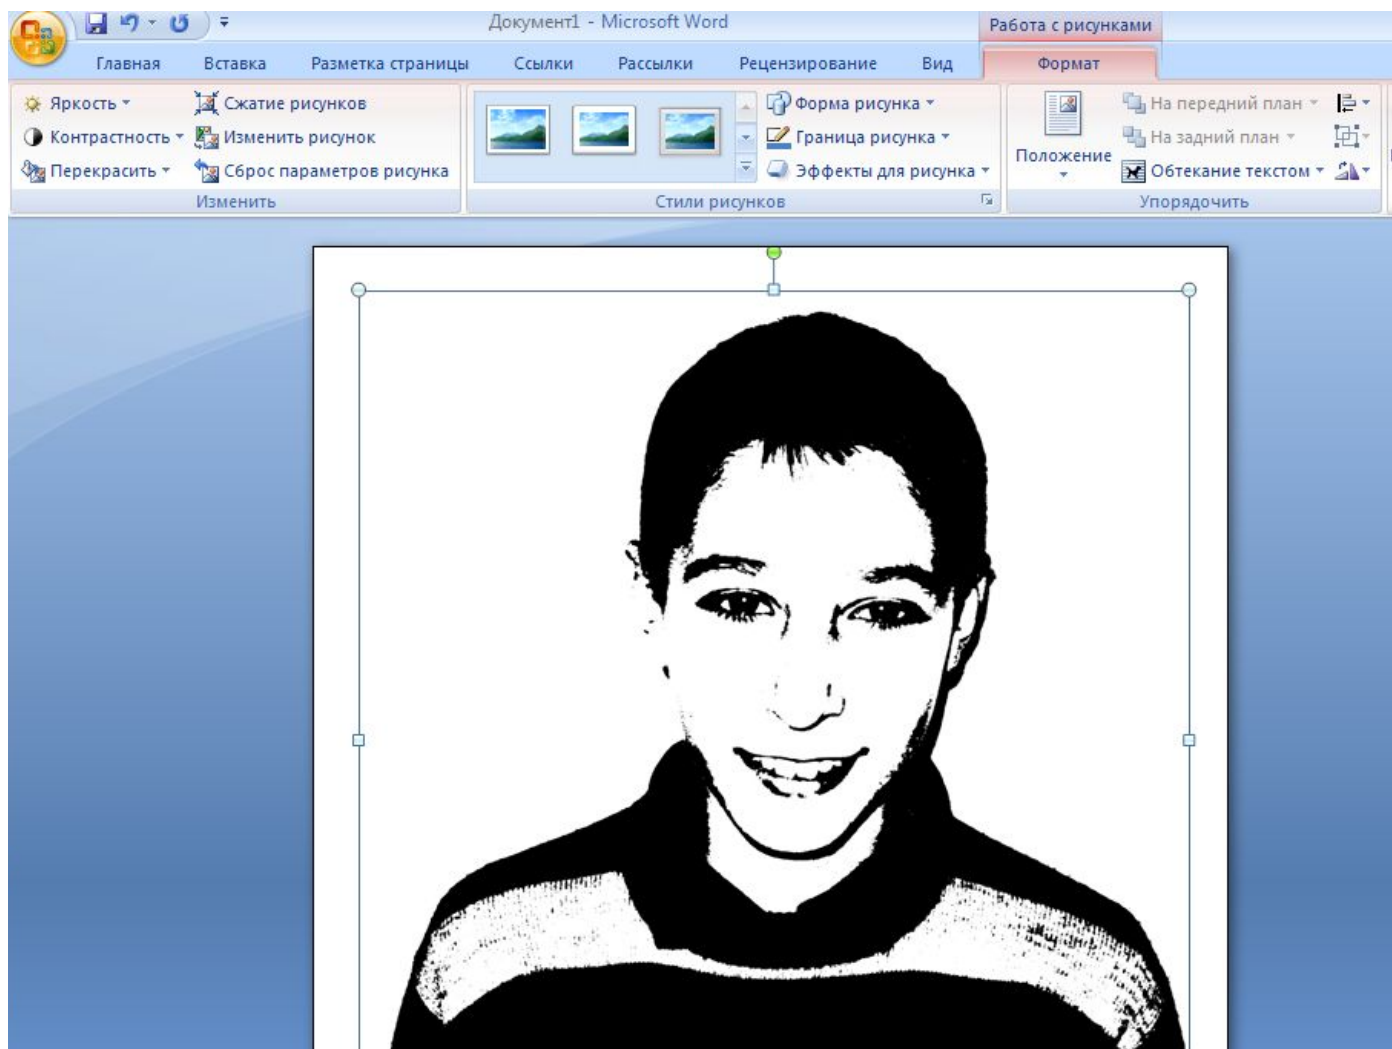 Документ1 - Microsoft Word
Работа с рисунками
Главная Вставка Разметка страницы Ссылки Рассылки Рецензирование Вид Формат
Яркость Сжатие рисунков Форма рисунка На передний план
Контрастность Изменить рисунок Граница рисунка На задний план
Перекрасить Сброс параметров рисунка Эффекты для рисунка Положение Обтекание текстом
Изменить Стили рисунков Упорядочить